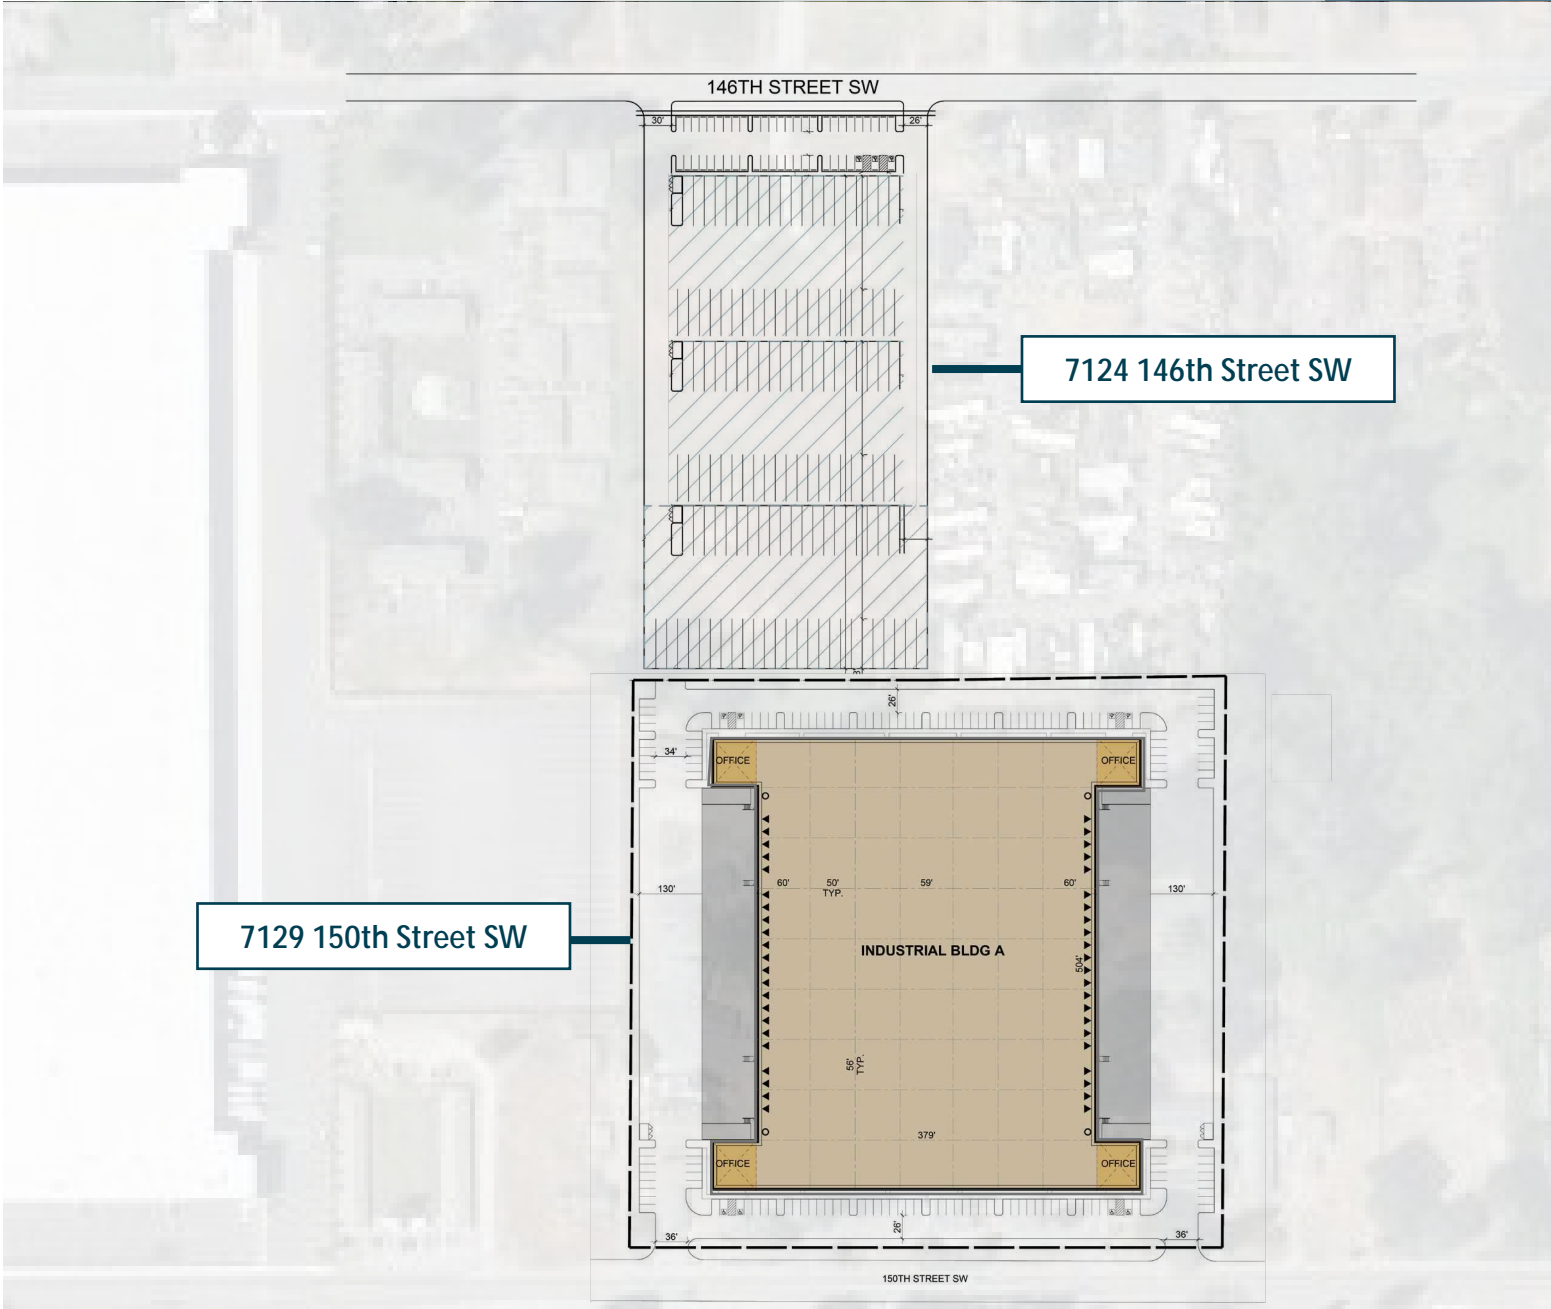 146TH STREET SW
30'
26'
7124 146th Street SW
26'
34'
OFFICE
OFFICE
130'
60'
50'
TYP.
59'
60'
130'
7129 150th Street SW
INDUSTRIAL BLDG A
504'
56'
TYP.
379'
OFFICE
OFFICE
36'
26'
36'
150TH STREET SW